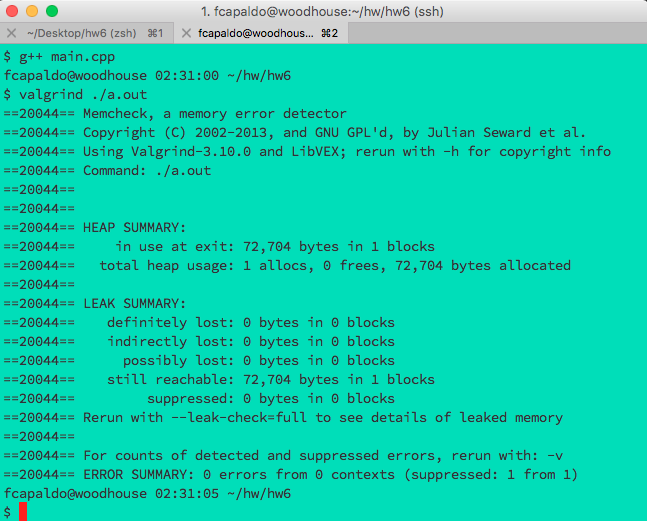 1. fcapaldo@woodhouse:~/hw/hw6 (ssh)
~/Desktop/hw6 (zsh) ⌘1 fcapaldo@woodhous... ⌘2
$ g++ main.cpp
fcapaldo@woodhouse 02:31:00 ~/hw/hw6
$ valgrind ./a.out
==20044== Memcheck, a memory error detector
==20044== Copyright (C) 2002-2013, and GNU GPL'd, by Julian Seward et al.
==20044== Using Valgrind-3.10.0 and LibVEX; rerun with -h for copyright info
==20044== Command: ./a.out
==20044==
==20044==
==20044== HEAP SUMMARY:
==20044==     in use at exit: 72,704 bytes in 1 blocks
==20044==   total heap usage: 1 allocs, 0 frees, 72,704 bytes allocated
==20044==
==20044== LEAK SUMMARY:
==20044==    definitely lost: 0 bytes in 0 blocks
==20044==    indirectly lost: 0 bytes in 0 blocks
==20044==      possibly lost: 0 bytes in 0 blocks
==20044==    still reachable: 72,704 bytes in 1 blocks
==20044==         suppressed: 0 bytes in 0 blocks
==20044== Rerun with --leak-check=full to see details of leaked memory
==20044==
==20044== For counts of detected and suppressed errors, rerun with: -v
==20044== ERROR SUMMARY: 0 errors from 0 contexts (suppressed: 1 from 1)
fcapaldo@woodhouse 02:31:05 ~/hw/hw6
$